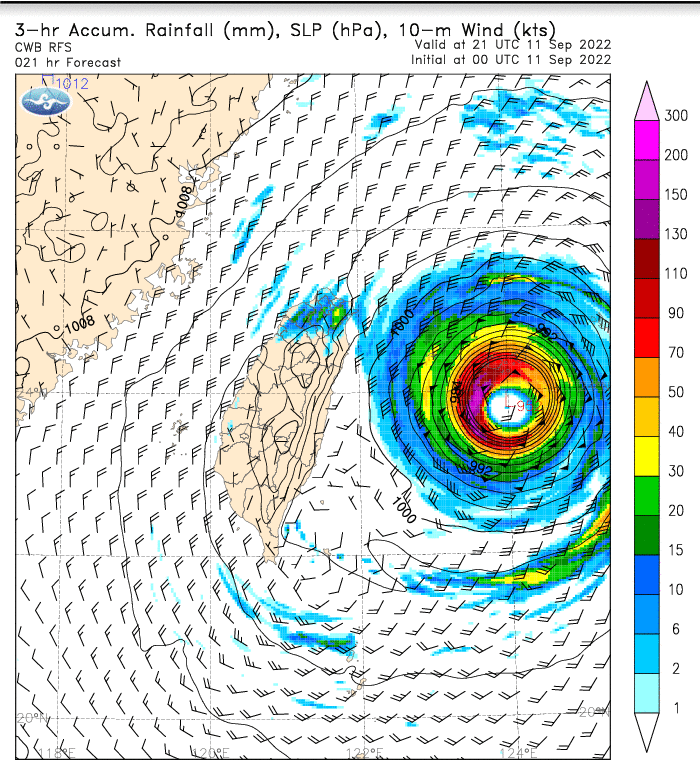 3-hr Accum. Rainfall (mm), SLP (hPa), 10-m Wind (kts)
CWB RFS
Valid at 21 UTC 11 Sep 2022
021 hr Forecast
Initial at 00 UTC 11 Sep 2022
H
1012
300
200
150
130
110
90
70
50
40
30
20
15
10
6
2
1
1008
1008
1000
992
984
992
1000
20°N
20°N
118°E
120°E
122°E
124°E